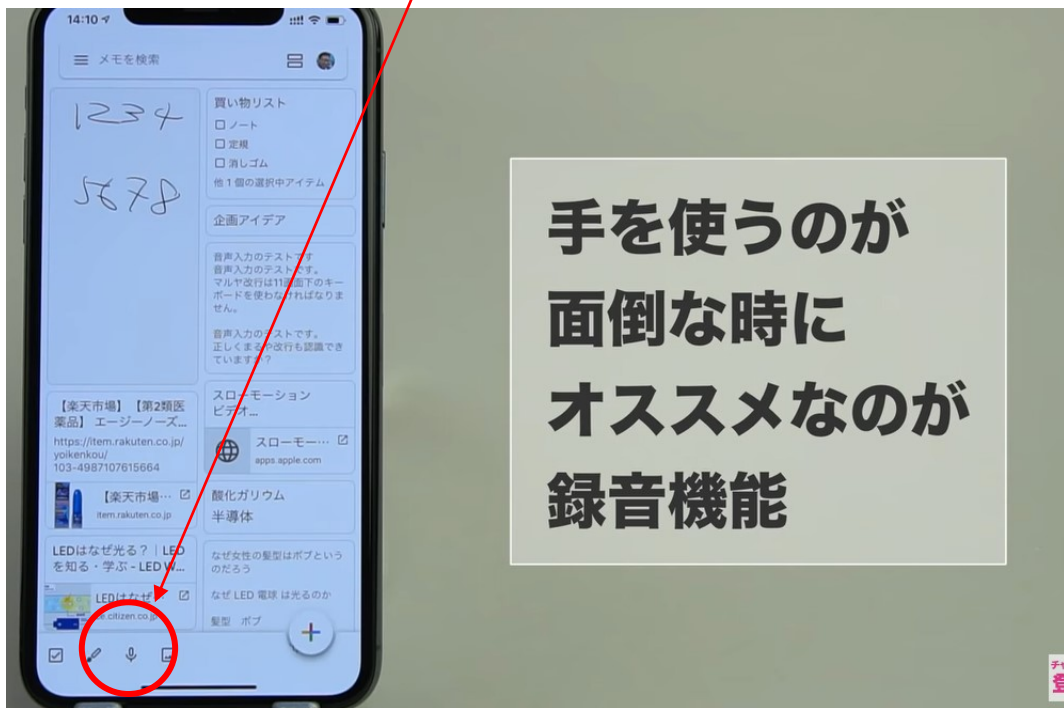 14:10
メモを検索
1234
5678
買い物リスト
ノート
定規
消しゴム
他1個の選択中アイテム
企画アイデア
音声入力のテストです
音声入力のテストです。
マルヤ改行は11画面下のキー
ボードを使わなければなりま
せん。
音声入力のテストです。
正しくまるや改行も認識でき
ていますか?
【楽天市場】【第2類医
薬品】 エージーノーズ...
https://item.rakuten.co.jp/
yoikenkou/
103-4987107615664
【楽天市場…
item.rakuten.co.jp
LEDはなぜ光る?|LED
を知る・学ぶ - LED W...
LEDはなぜ
citizen.co.jp
スローモーション
ビデオ...
スローモー…
apps.apple.com
酸化ガリウム
半導体
なぜ女性の髪型はボブという
のだろう
なぜ LED 電球 は光るのか
髪型 ボブ
手を使うのが
面倒な時に
オススメなのが
録音機能